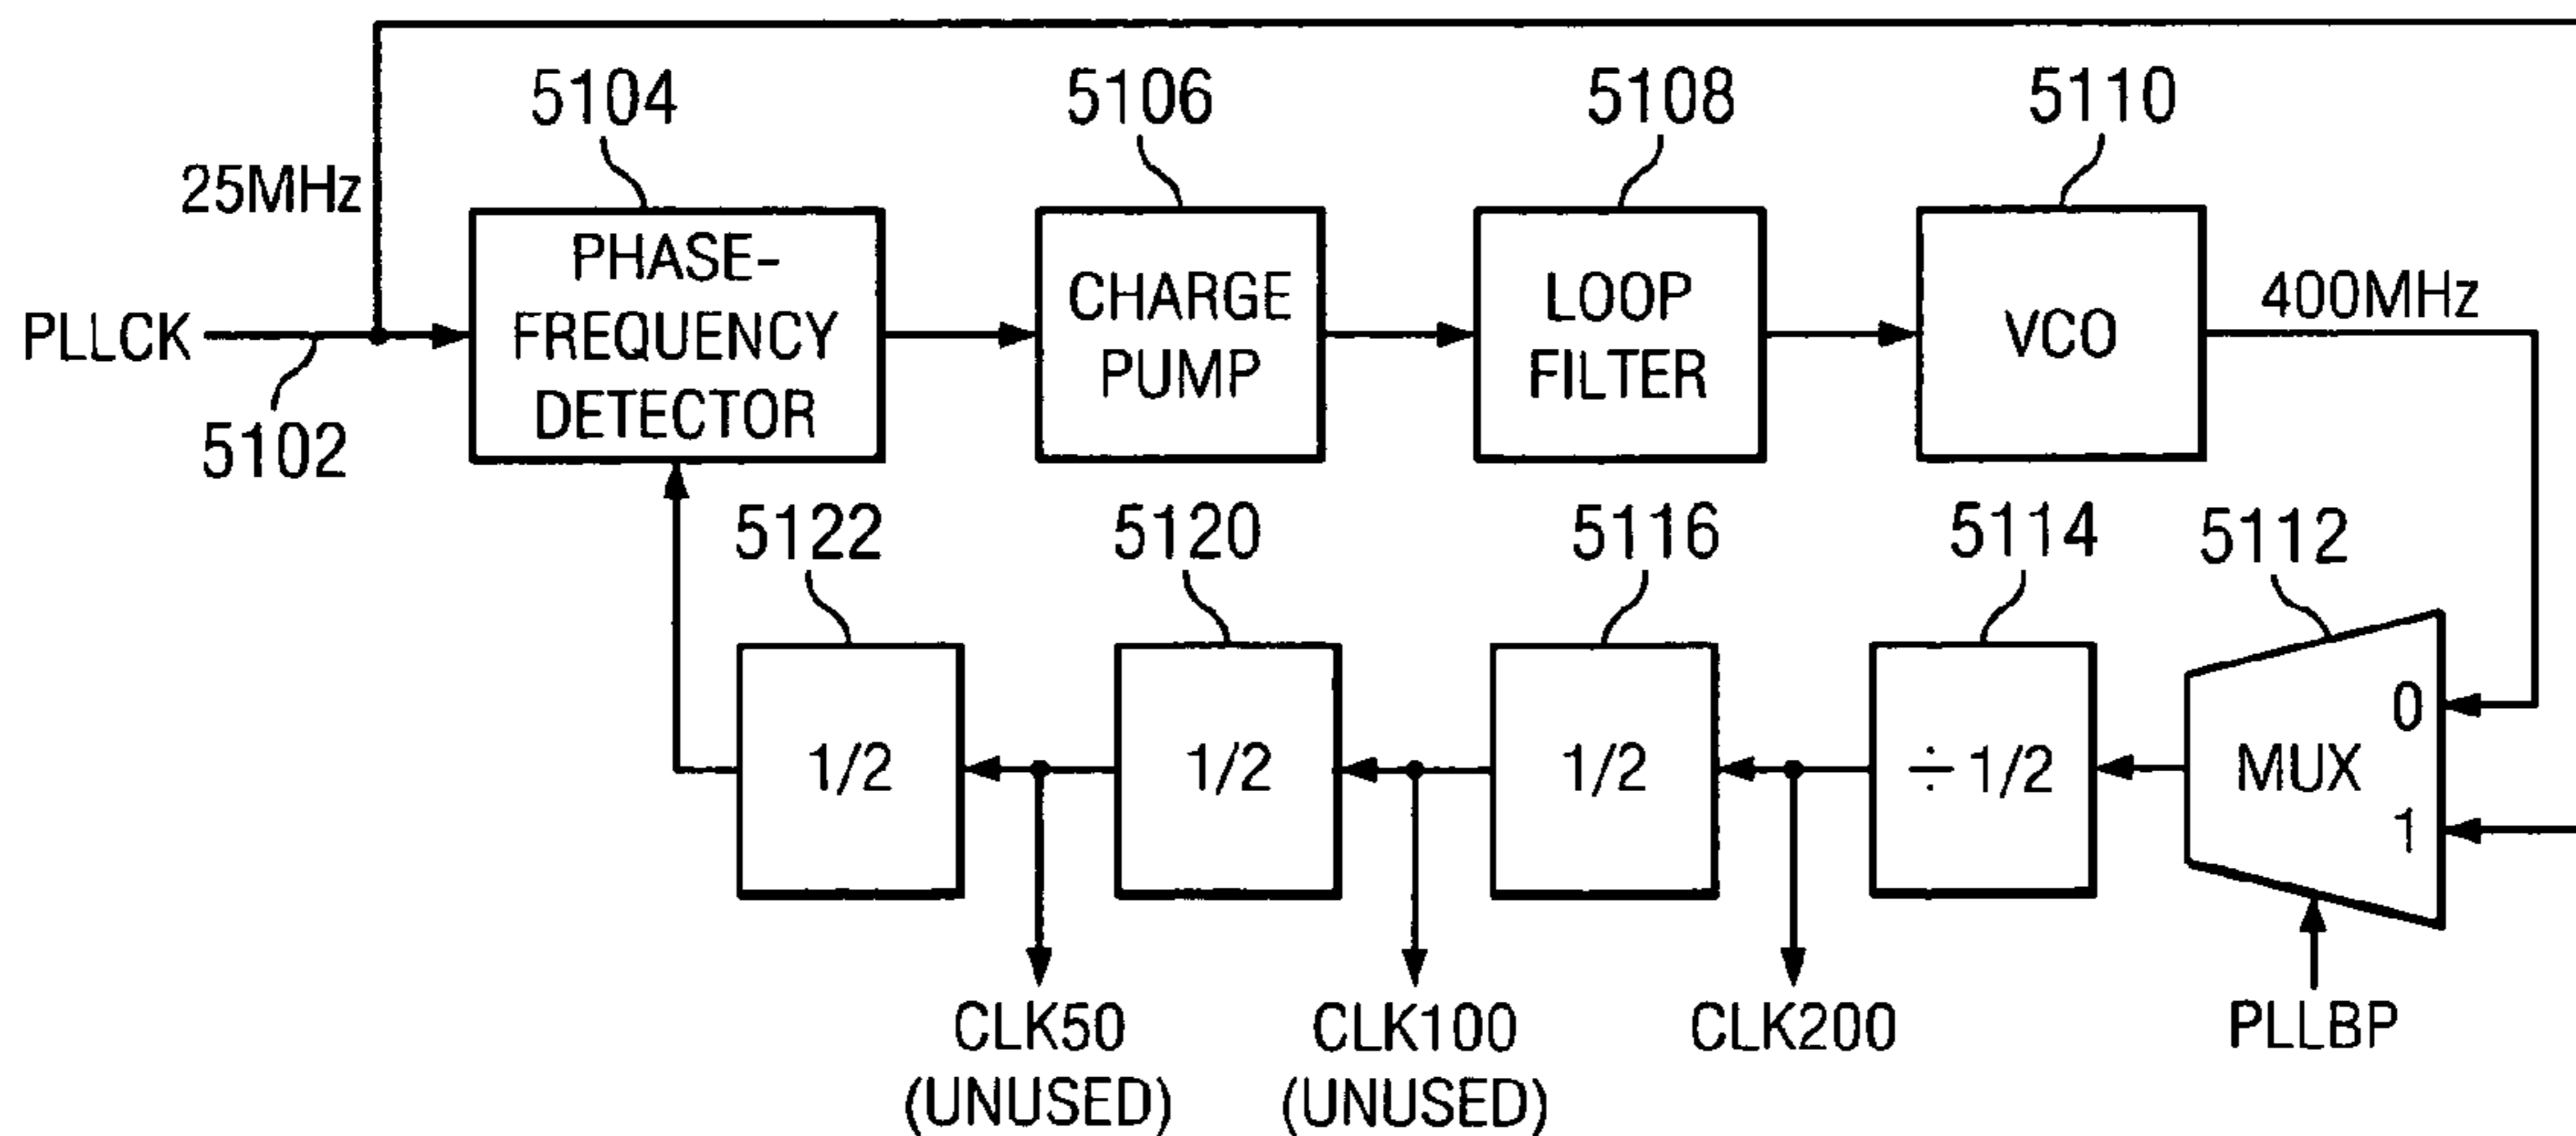 5104
5106
5108
5110
25MHz
PHASE-
FREQUENCY
DETECTOR
CHARGE
PUMP
LOOP
FILTER
VCO
400MHz
PLLCK
5102
5122
5120
5116
5114
5112
1/2
1/2
1/2
÷ 1/2
MUX
0
1
CLK50
(UNUSED)
CLK100
(UNUSED)
CLK200
PLLBP